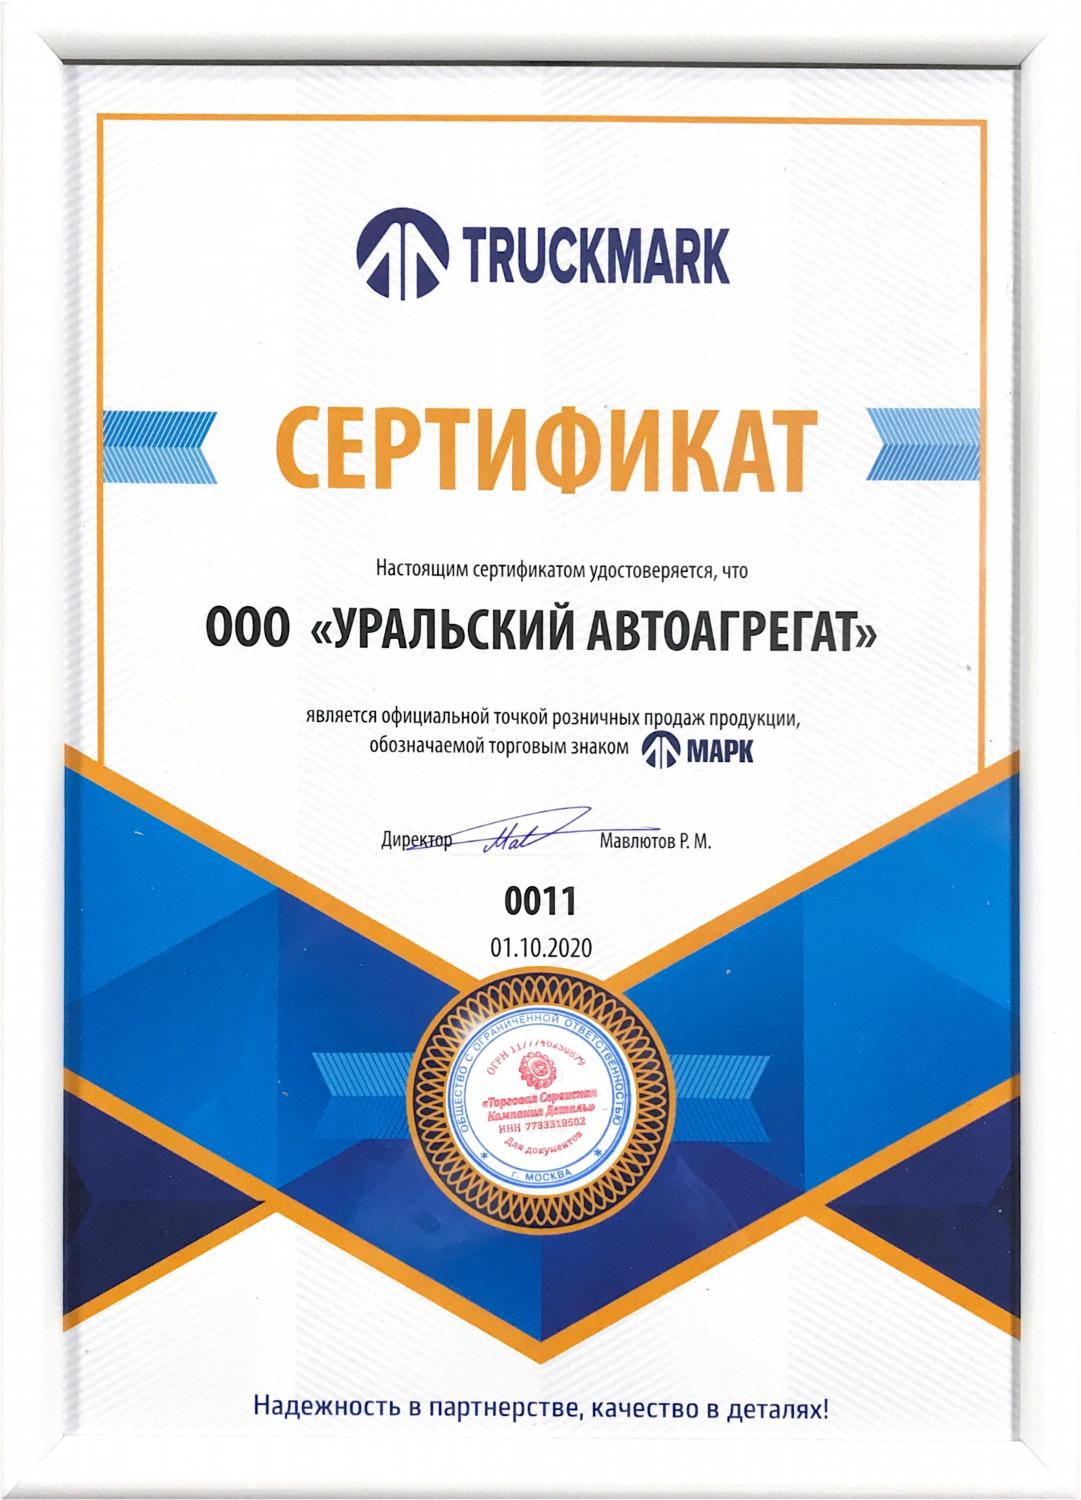 TRUCKMARK
СЕРТИФИКАТ
Настоящим сертификатом удостоверяется, что
ООО «УРАЛЬСКИЙ АВТОАГРЕГАТ»
является официальной точкой розничных продаж продукции,
обозначаемой торговым знаком МАРК
Директор Мавлютов Р. М.
0011
01.10.2020
ОБЩЕСТВО С ОГРАНИЧЕННОЙ ОТВЕТСТВЕННОСТЬЮ
ОГРН
«Торговая Сервисная
Компания Деталь»
ИНН 7733318502
Для документов
г. МОСКВА
Надежность в партнерстве, качество в деталях!